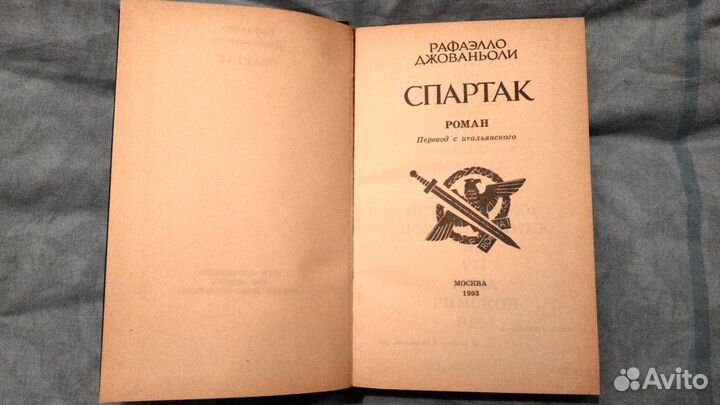 РАФАЭЛЛО
ДЖОВАНЬОЛИ
СПАРТАК
РОМАН
Перевод с итальянского
МОСКВА
1993
Avito